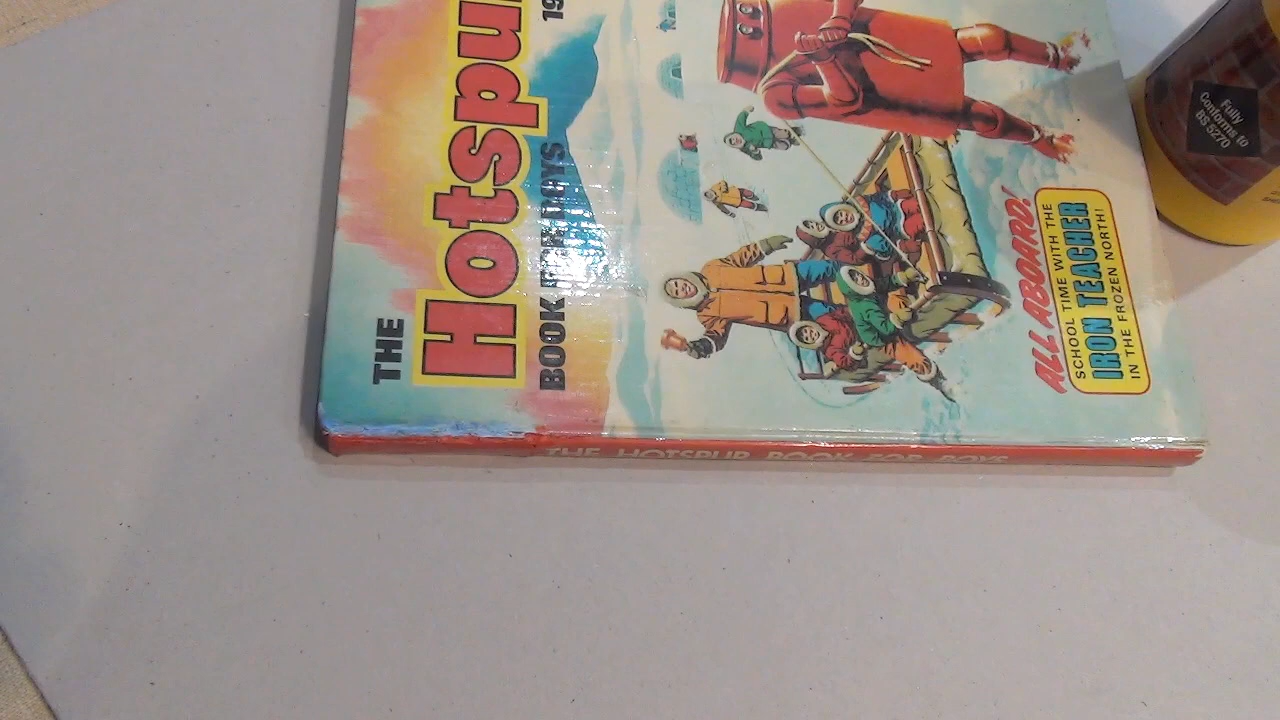 THE
Hotspur
BOOK FOR BOYS
19
ALL ABOARD!
SCHOOL TIME WITH THE
IRON TEACHER
IN THE FROZEN NORTH!
THE HOTSPUR BOOK FOR BOYS
Fully
Conforms to
BS 5270